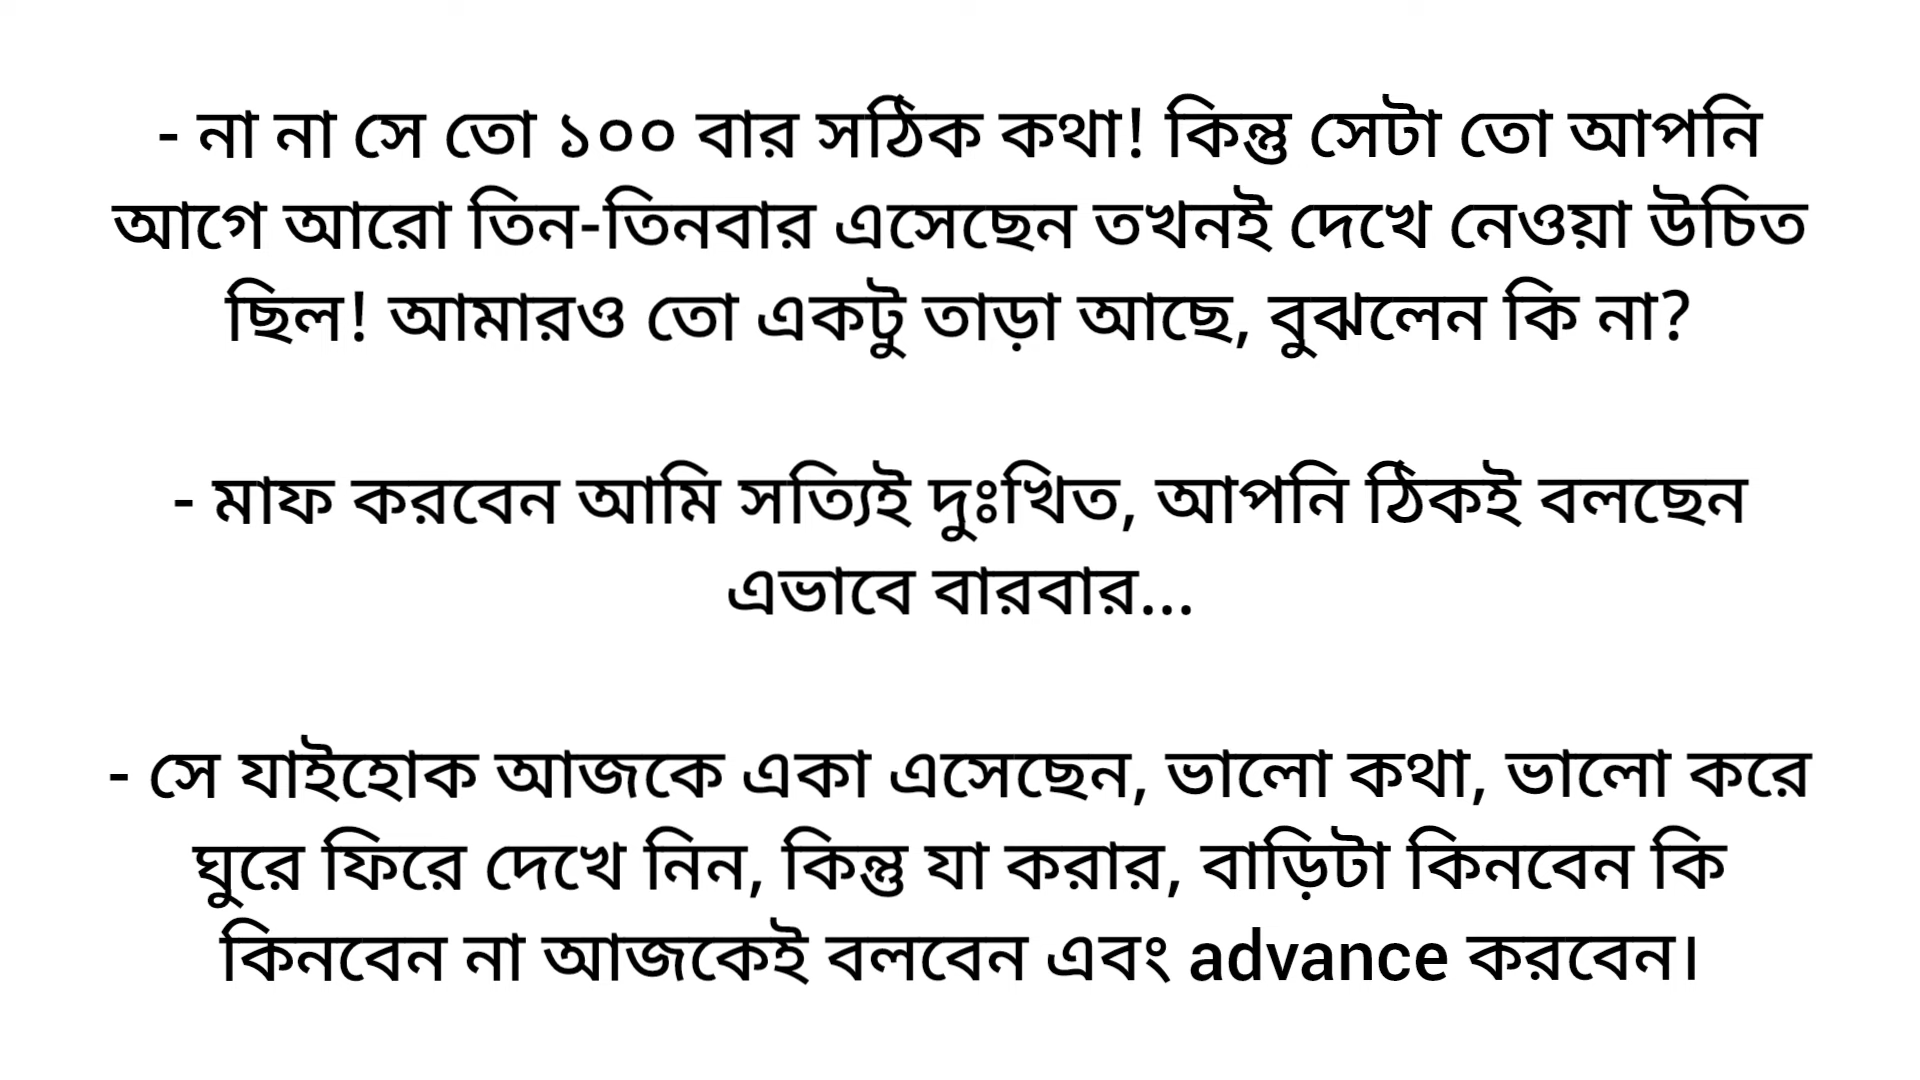 - না না সে তো ১০০ বার সঠিক কথা! কিন্তু সেটা তো আপনি
আগে আরো তিন-তিনবার এসেছেন তখনই দেখে নেওয়া উচিত
ছিল! আমারও তো একটু তাড়া আছে, বুঝলেন কি না?
- মাফ করবেন আমি সত্যিই দুঃখিত, আপনি ঠিকই বলছেন
এভাবে বারবার...
- সে যাইহোক আজকে একা এসেছেন, ভালো কথা, ভালো করে
ঘুরে ফিরে দেখে নিন, কিন্তু যা করার, বাড়িটা কিনবেন কি
কিনবেন না আজকেই বলবেন এবং advance করবেন।